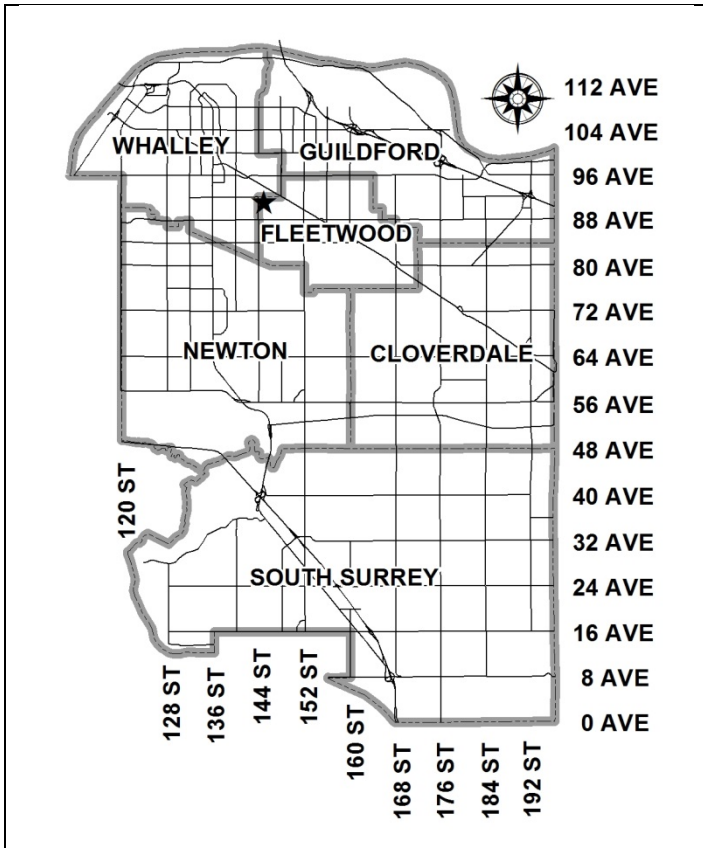 112 AVE
104 AVE
WHALLEY
GUILDFORD
96 AVE
88 AVE
FLEETWOOD
80 AVE
72 AVE
NEWTON
CLOVERDALE
64 AVE
56 AVE
48 AVE
120 ST
40 AVE
32 AVE
SOUTH SURREY
24 AVE
16 AVE
128 ST
136 ST
144 ST
152 ST
160 ST
8 AVE
0 AVE
168 ST
176 ST
184 ST
192 ST